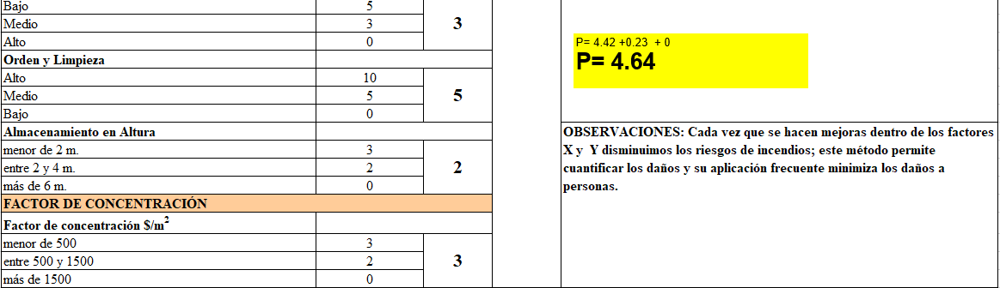 Bajo 5
Medio 3 3
Alto 0
Orden y Limpieza
Alto 10
Medio 5 5
Bajo 0
Almacenamiento en Altura
menor de 2 m. 3
entre 2 y 4 m. 2 2
más de 6 m. 0
FACTOR DE CONCENTRACIÓN
Factor de concentración $/m²
menor de 500 3
entre 500 y 1500 2 3
más de 1500 0
P= 4.42 +0.23 + 0
P= 4.64
OBSERVACIONES: Cada vez que se hacen mejoras dentro de los factores
X y Y disminuimos los riesgos de incendios; este método permite
cuantificar los daños y su aplicación frecuente minimiza los daños a
personas.